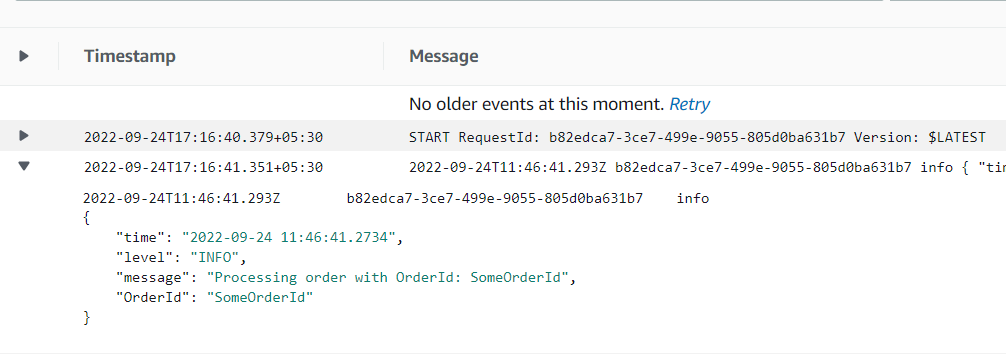 Timestamp Message
No older events at this moment. Retry
2022-09-24T17:16:40.379+05:30 START RequestId: b82edca7-3ce7-499e-9055-805d0ba631b7 Version: $LATEST
2022-09-24T17:16:41.351+05:30 2022-09-24T11:46:41.293Z b82edca7-3ce7-499e-9055-805d0ba631b7 info { "tim
2022-09-24T11:46:41.293Z b82edca7-3ce7-499e-9055-805d0ba631b7 info
{
"time": "2022-09-24 11:46:41.2734",
"level": "INFO",
"message": "Processing order with OrderId: SomeOrderId",
"OrderId": "SomeOrderId"
}